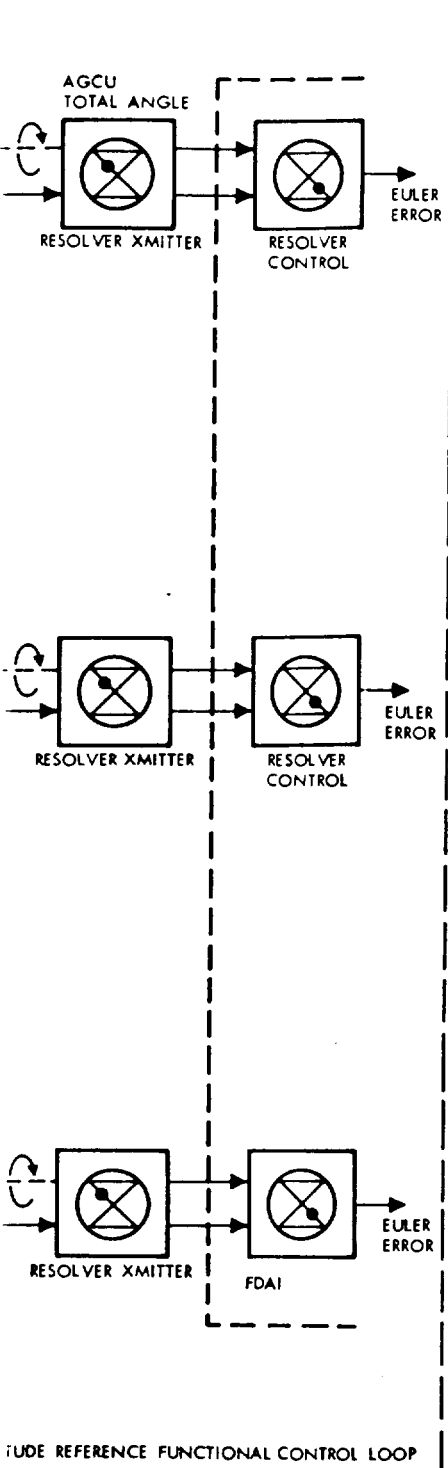 AGCU
TOTAL ANGLE
RESOLVER XMITTER
RESOLVER
CONTROL
EULER
ERROR
RESOLVER XMITTER
RESOLVER
CONTROL
EULER
ERROR
RESOLVER XMITTER
FDAI
EULER
ERROR
TUDE REFERENCE FUNCTIONAL CONTROL LOOP